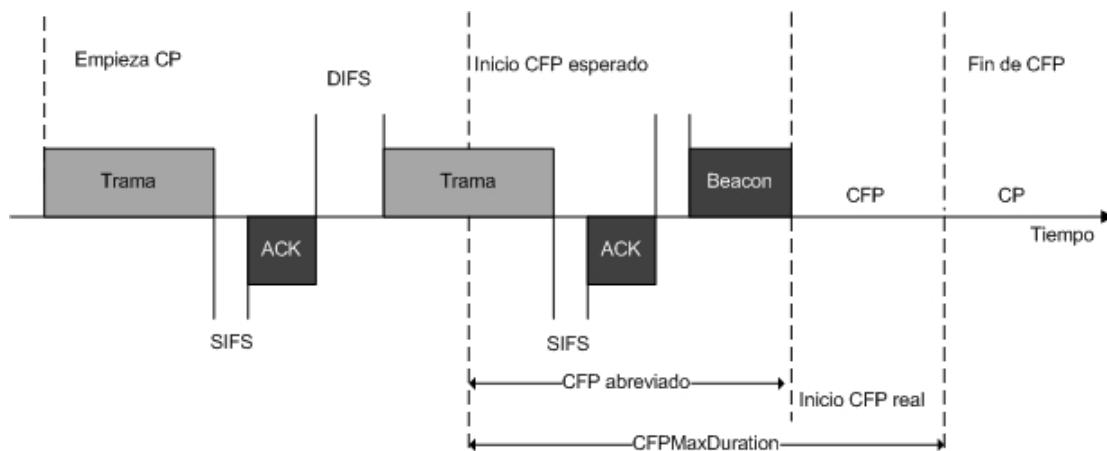 Empieza CP
Inicio CFP esperado
Fin de CFP
DIFS
Trama
Trama
Beacon
CFP
CP
Tiempo
ACK
ACK
SIFS
SIFS
CFP abreviado
Inicio CFP real
CFPMaxDuration